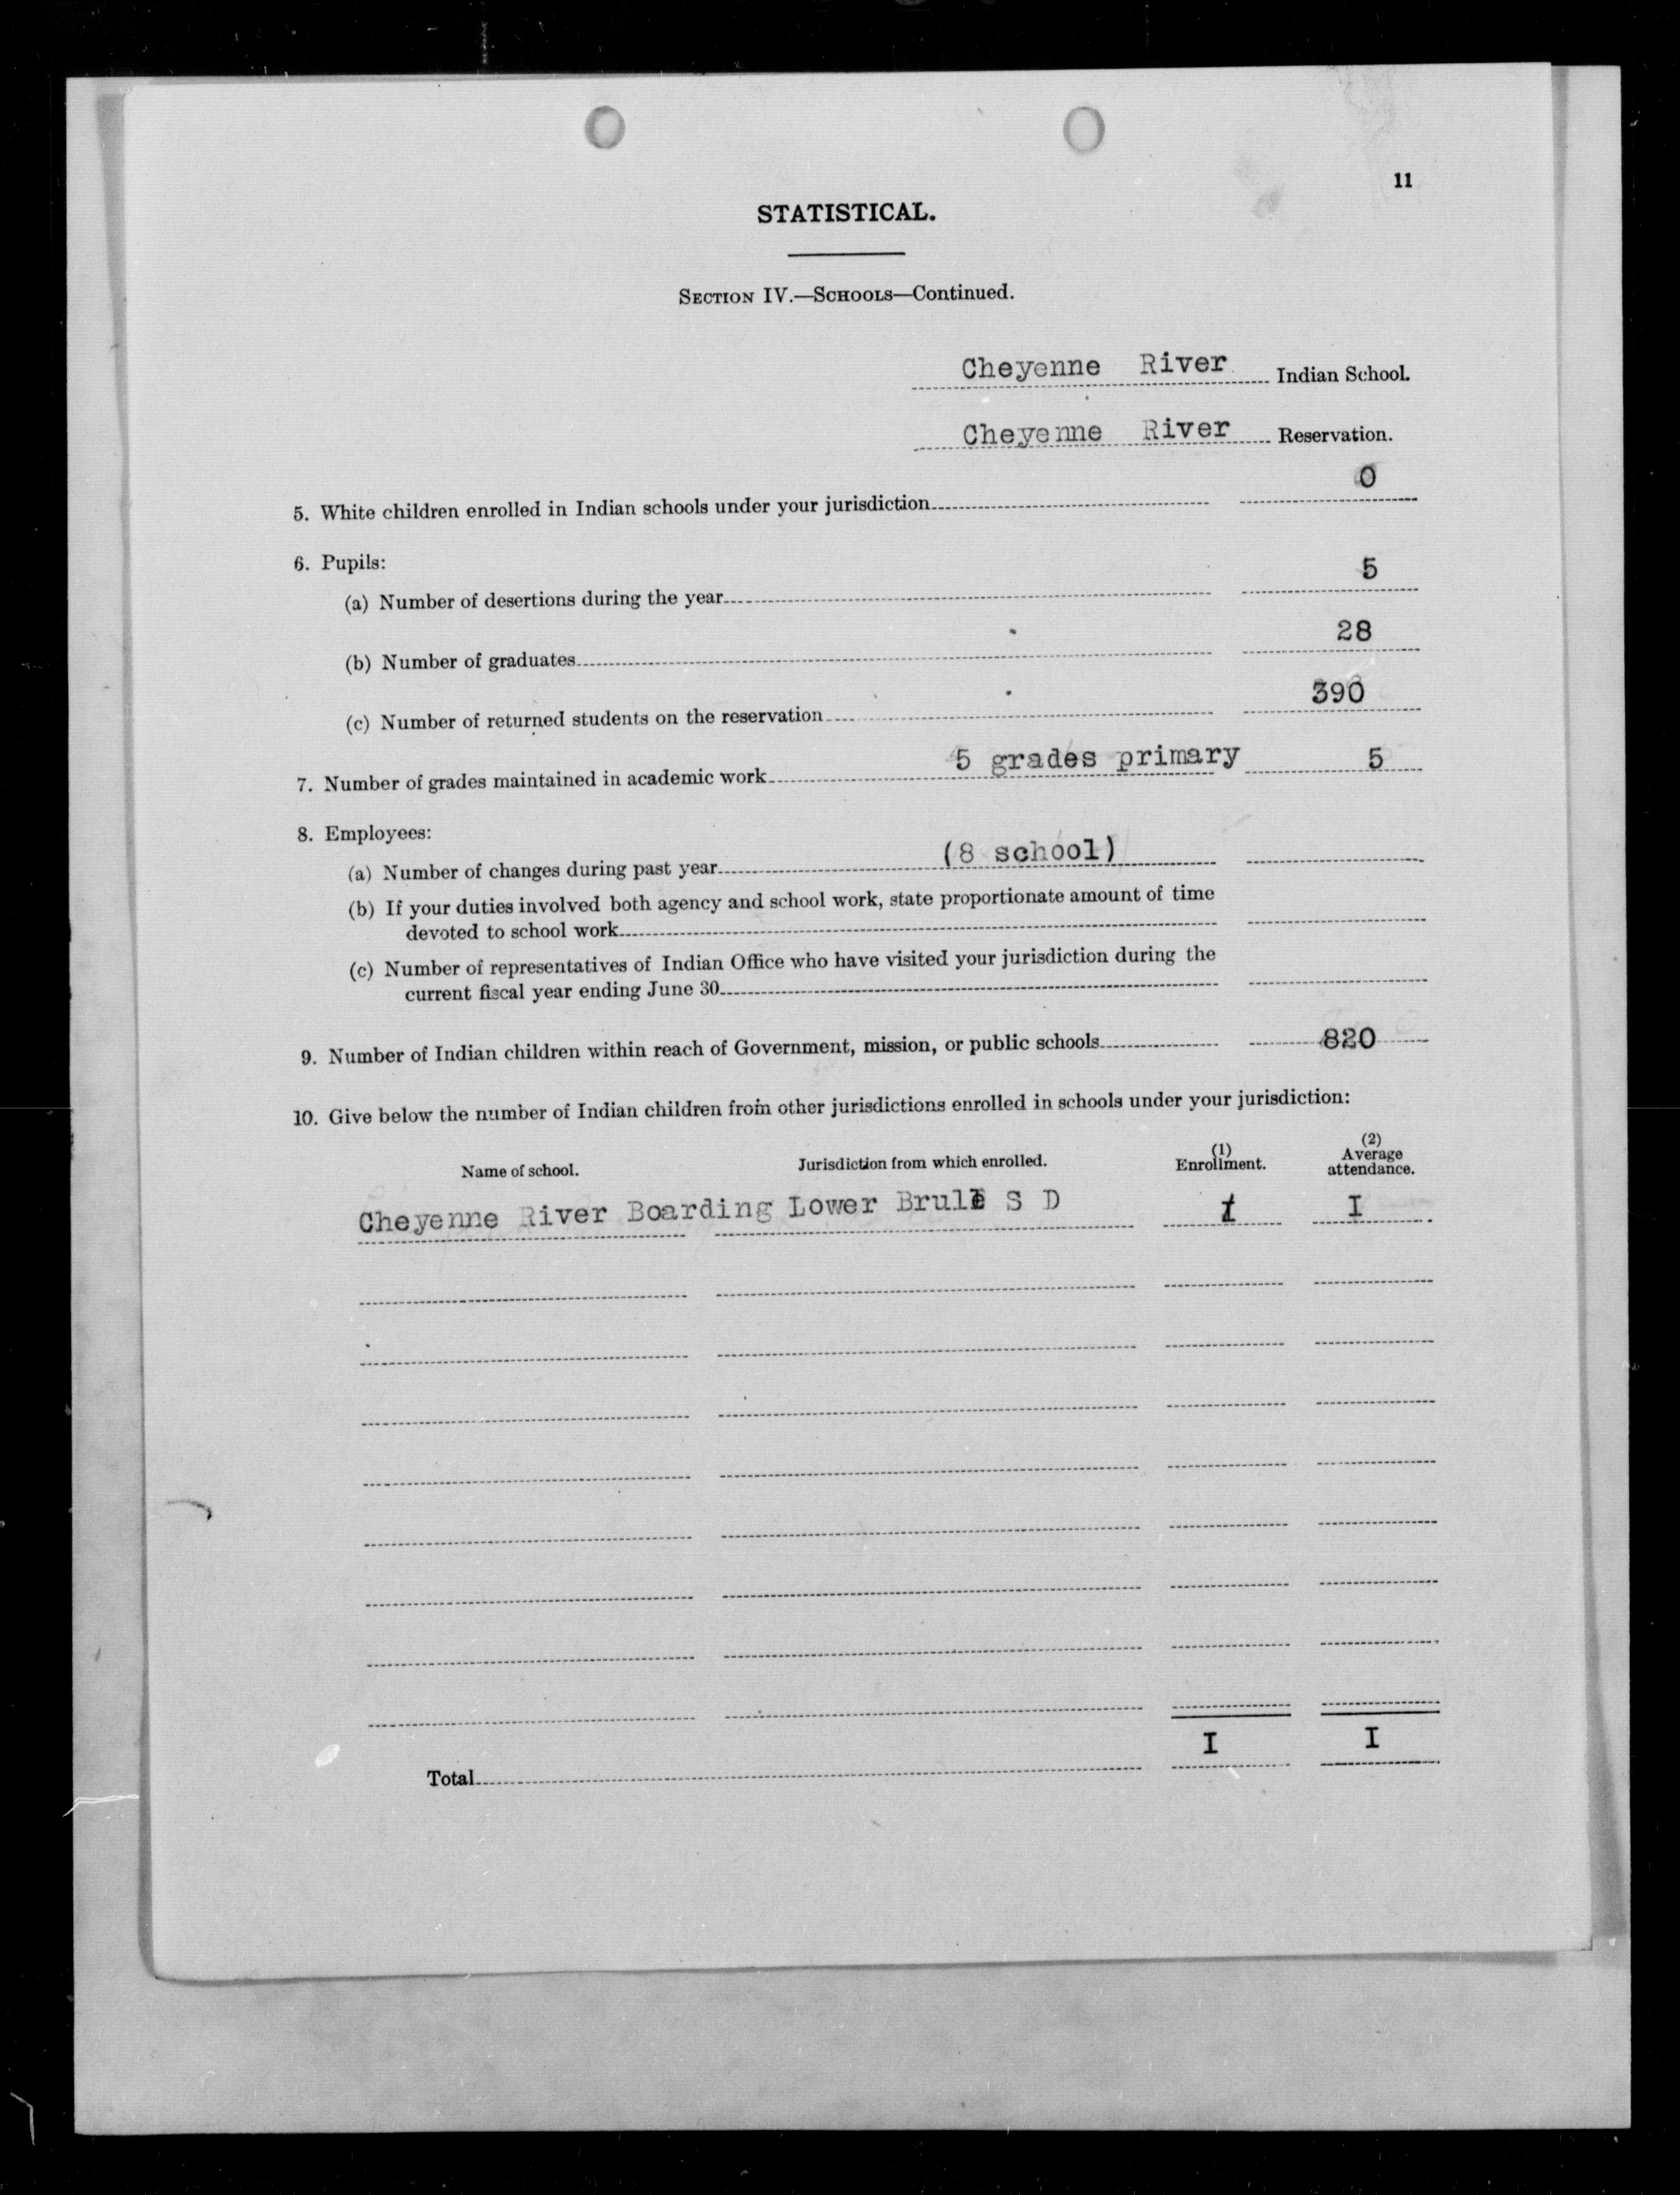 11
STATISTICAL.
SECTION IV.—SCHOOLS—Continued.
Cheyenne River Indian School.
Cheyenne River Reservation.
5. White children enrolled in Indian schools under your jurisdiction 0
6. Pupils:
(a) Number of desertions during the year 5
(b) Number of graduates 28
(c) Number of returned students on the reservation 390
7. Number of grades maintained in academic work 5 grades primary 5
8. Employees:
(a) Number of changes during past year (8 school)
(b) If your duties involved both agency and school work, state proportionate amount of time
devoted to school work
(c) Number of representatives of Indian Office who have visited your jurisdiction during the
current fiscal year ending June 30
9. Number of Indian children within reach of Government, mission, or public schools 820
10. Give below the number of Indian children from other jurisdictions enrolled in schools under your jurisdiction:
Name of school. Jurisdiction from which enrolled. (1) Enrollment. (2) Average attendance.
Cheyenne River Boarding Lower Brule S D 1 I
Total I I